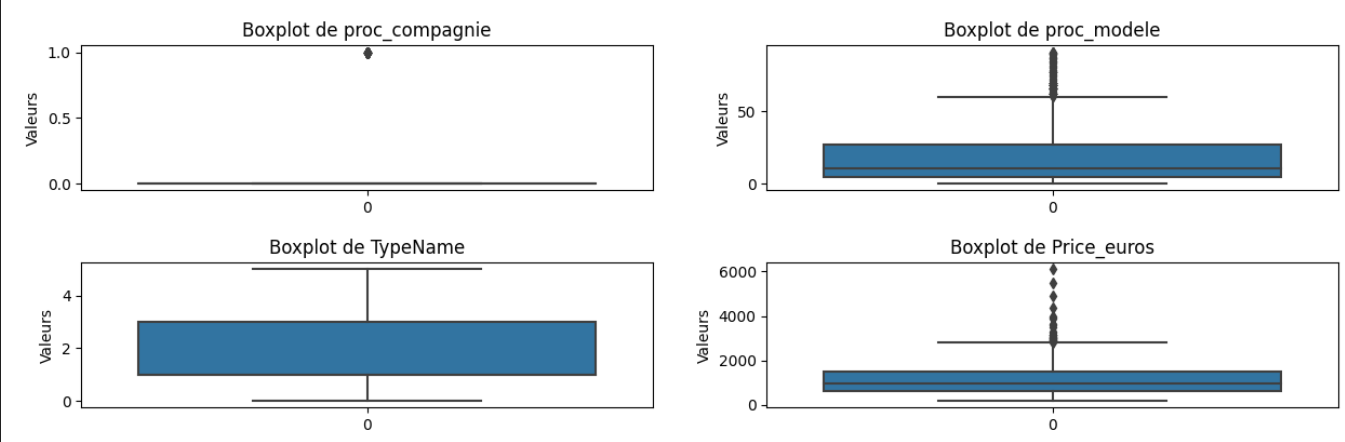 Boxplot de proc_compagnie
Valeurs
1.0
0.5
0.0
0
Boxplot de proc_modele
Valeurs
50
0
0
Boxplot de TypeName
Valeurs
4
2
0
0
Boxplot de Price_euros
Valeurs
6000
4000
2000
0
0